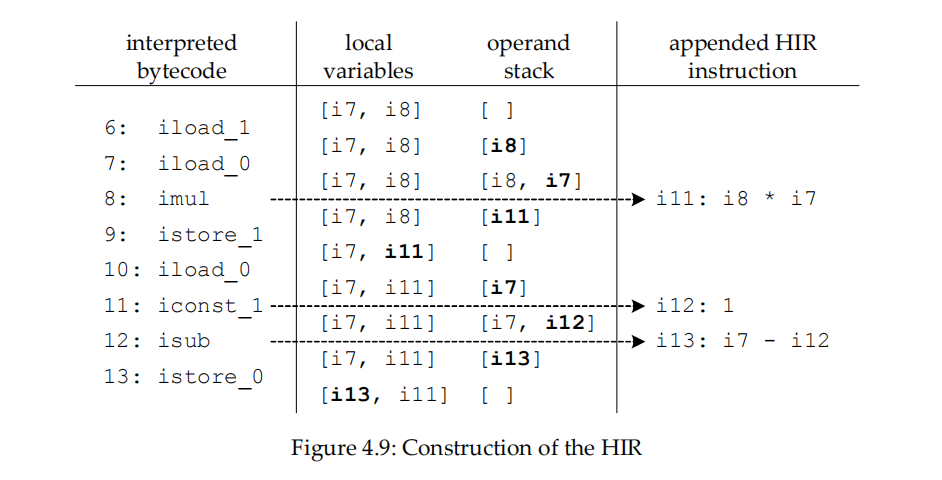 interpreted bytecode local variables operand stack appended HIR instruction
[i7, i8] [ ]
6: iload_1
[i7, i8] [i8]
7: iload_0
[i7, i8] [i8, i7]
8: imul i11: i8 * i7
[i7, i8] [i11]
9: istore_1
[i7, i11] [ ]
10: iload_0
[i7, i11] [i7]
11: iconst_1 i12: 1
[i7, i11] [i7, i12]
12: isub i13: i7 - i12
[i7, i11] [i13]
13: istore_0
[i13, i11] [ ]
Figure 4.9: Construction of the HIR